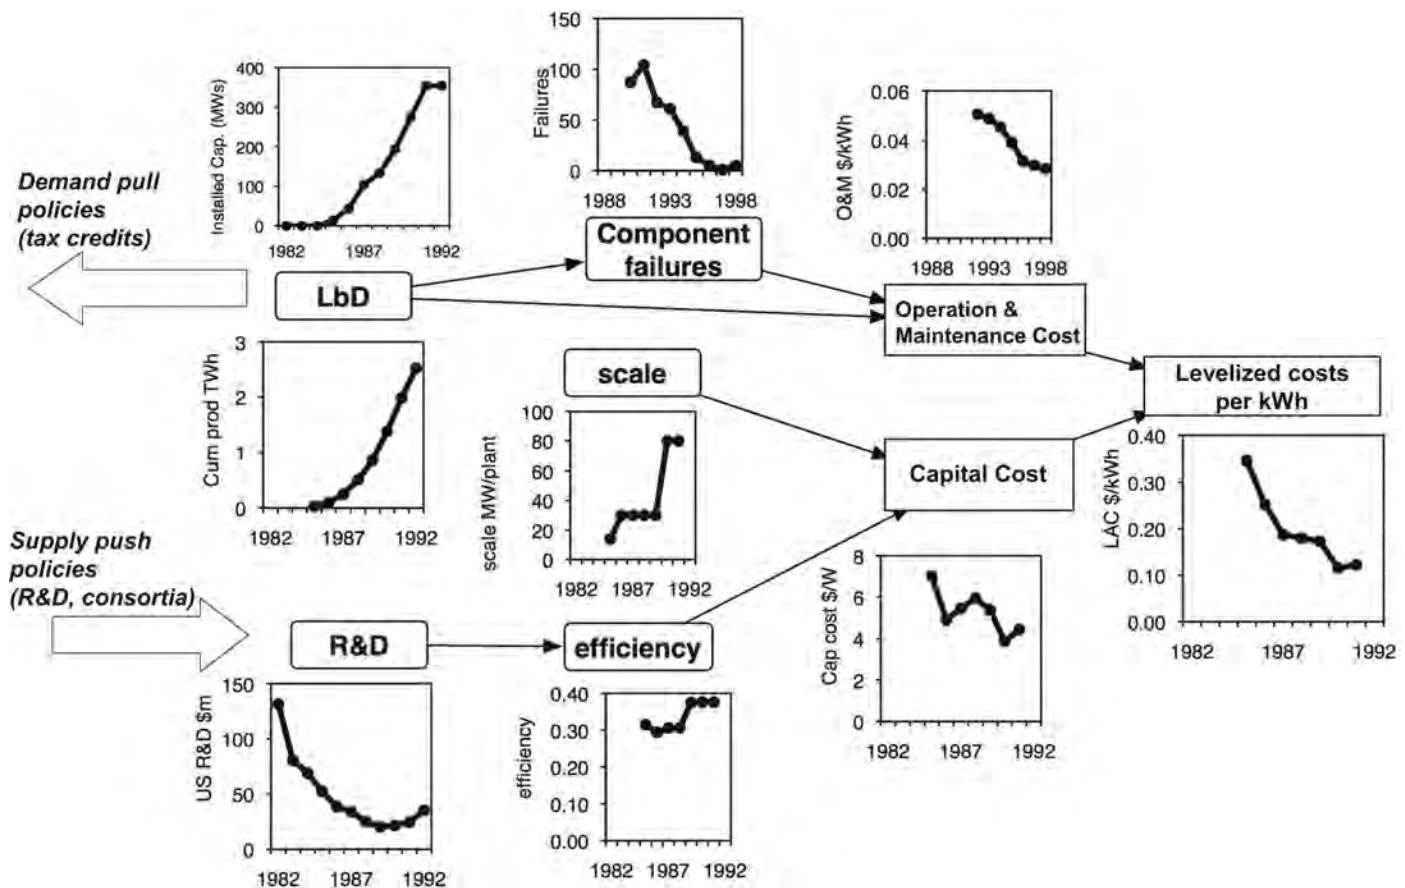 Demand pull
policies
(tax credits)
Installed Cap. (MWs)
400
300
200
100
0
1982
1987
1992
LbD
Cum prod TWh
3
2
1
0
1982
1987
1992
Supply push
policies
(R&D, consortia)
R&D
US R&D $m
150
100
50
0
1982
1987
1992
Failures
150
100
50
0
1988
1993
1998
Component
failures
scale
scale MW/plant
100
80
60
40
20
0
1982
1987
1992
efficiency
efficiency
0.40
0.30
0.20
0.10
0.00
1982
1987
1992
O&M $/kWh
0.06
0.04
0.02
0.00
1988
1993
1998
Operation &
Maintenance Cost
Capital Cost
Cap cost $/W
8
6
4
2
0
1982
1987
1992
Levelized costs
per kWh
LAC $/kWh
0.40
0.30
0.20
0.10
0.00
1982
1987
1992